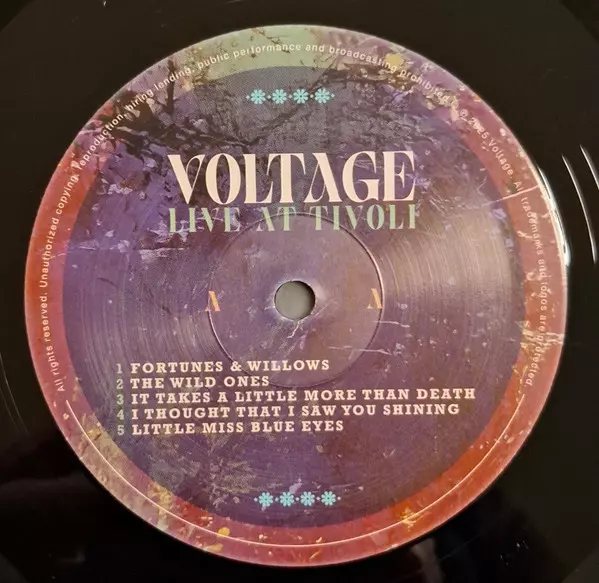 All rights reserved. Unauthorized copying, reproduction, hiring, lending, public performance and broadcasting prohibited. ℗ © Voltage. All trademarks and logos are protected
VOLTAGE
LIVE AT TIVOLI
A A
1 FORTUNES & WILLOWS
2 THE WILD ONES
3 IT TAKES A LITTLE MORE THAN DEATH
4 I THOUGHT THAT I SAW YOU SHINING
5 LITTLE MISS BLUE EYES